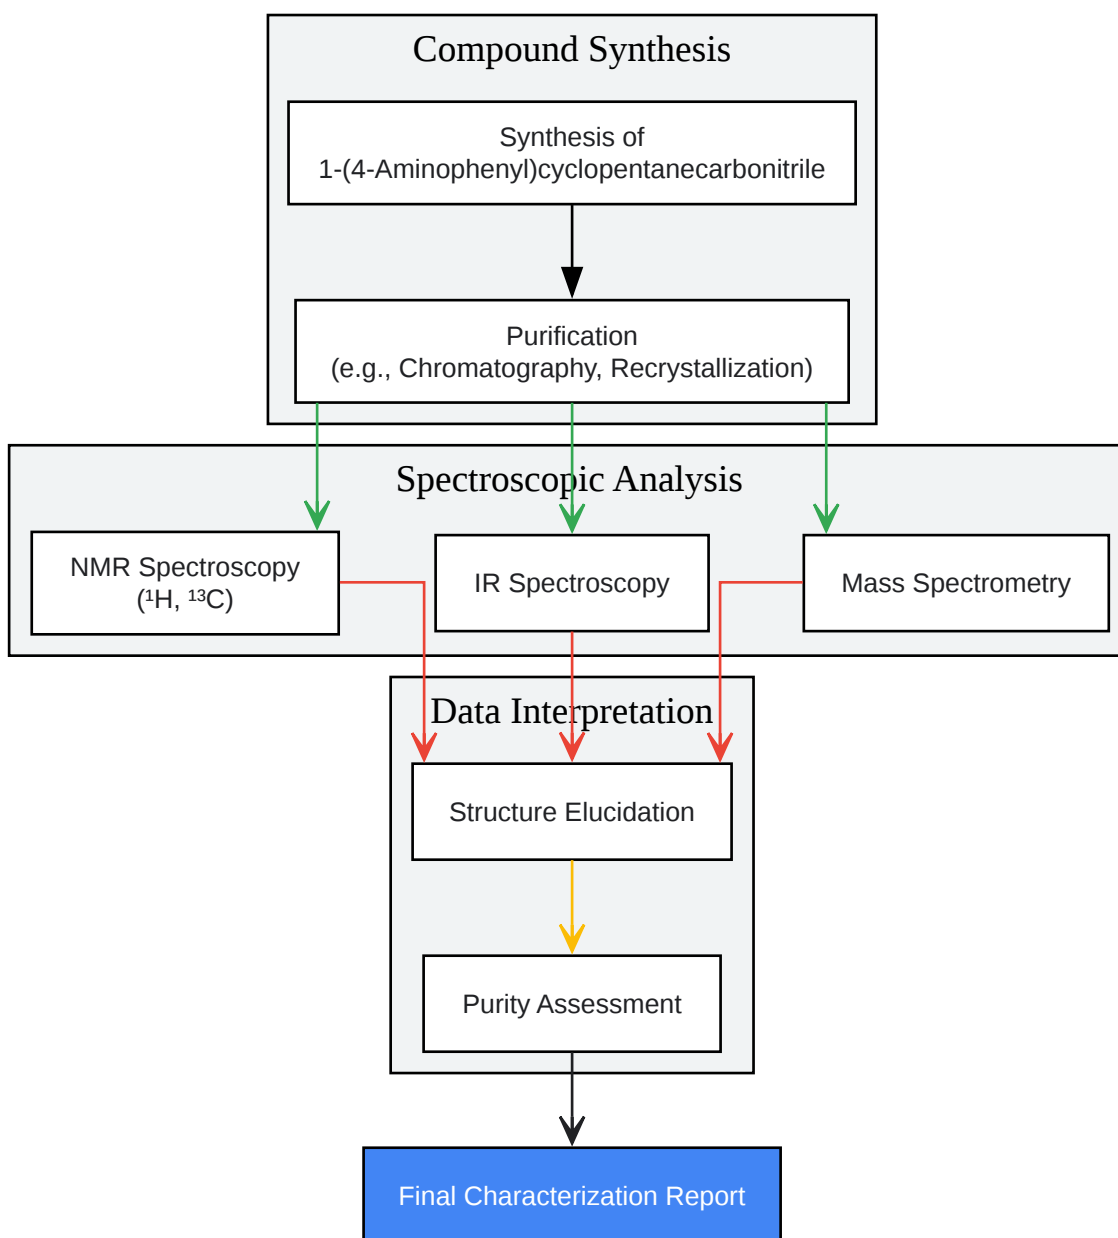 Compound Synthesis
Synthesis of
1-(4-Aminophenyl)cyclopentanecarbonitrile
Purification
(e.g., Chromatography, Recrystallization)
Spectroscopic Analysis
NMR Spectroscopy
(¹H, ¹³C)
IR Spectroscopy
Mass Spectrometry
Data Interpretation
Structure Elucidation
Purity Assessment
Final Characterization Report